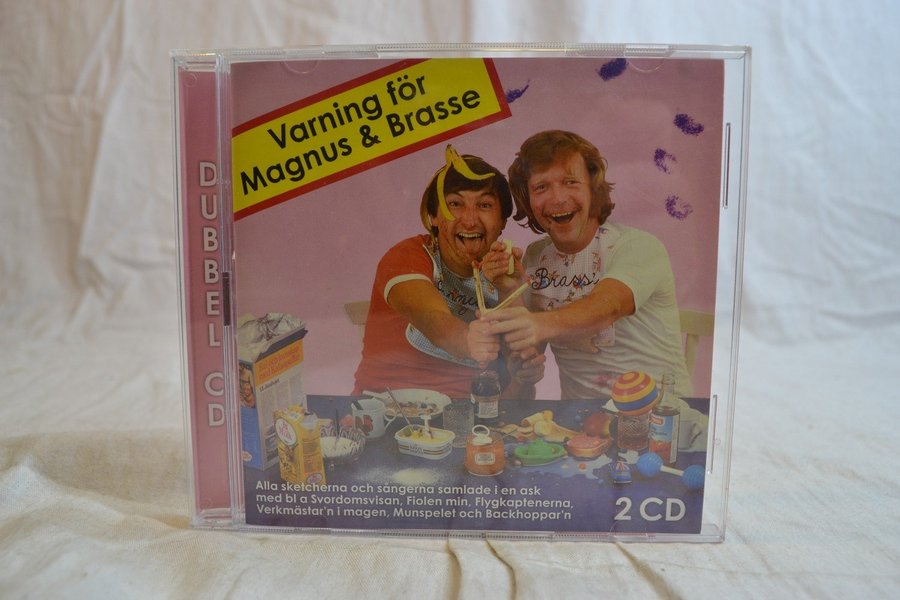 Varning för
Magnus & Brasse
DUBBEL CD
Brass'
Alla sketcherna och sångerna samlade i en ask
med bl a Svordomsvisan, Fiolen min, Flygkaptenerna,
Verkmästar'n i magen, Munspelet och Backhoppar'n
2 CD